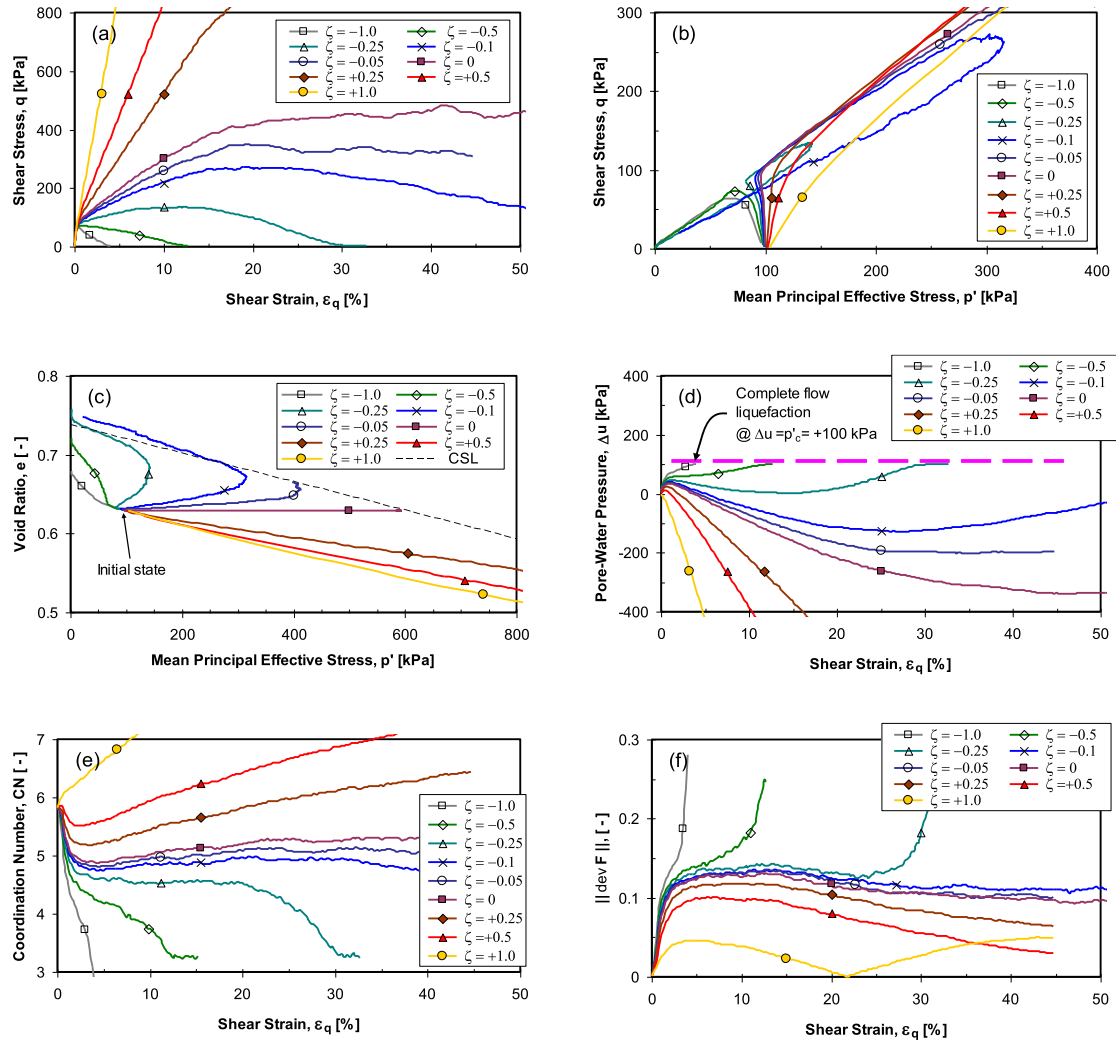 (a)
Shear Stress, q [kPa]
800
600
400
200
0
0 10 20 30 40 50
Shear Strain, εq [%]
ζ = −1.0 ζ = −0.5
ζ = −0.25 ζ = −0.1
ζ = −0.05 ζ = 0
ζ = +0.25 ζ = +0.5
ζ = +1.0
(b)
Shear Stress, q [kPa]
300
250
200
150
100
50
0
0 100 200 300 400
Mean Principal Effective Stress, p' [kPa]
ζ = −1.0
ζ = −0.5
ζ = −0.25
ζ = −0.1
ζ = −0.05
ζ = 0
ζ = +0.25
ζ = +0.5
ζ = +1.0
(c)
Void Ratio, e [ - ]
0.8
0.7
0.6
0.5
0 200 400 600 800
Mean Principal Effective Stress, p' [kPa]
Initial state
ζ = −1.0 ζ = −0.5
ζ = −0.25 ζ = −0.1
ζ = −0.05 ζ = 0
ζ = +0.25 ζ = +0.5
ζ = +1.0 CSL
(d)
Pore-Water Pressure, Δu [kPa]
400
300
200
100
0
-100
-200
-300
-400
0 10 20 30 40 50
Shear Strain, εq [%]
Complete flow
liquefaction
@ Δu =p'c= +100 kPa
ζ = −1.0 ζ = −0.5
ζ = −0.25 ζ = −0.1
ζ = −0.05 ζ = 0
ζ = +0.25 ζ = +0.5
ζ = +1.0
(e)
Coordination Number, CN [ - ]
7
6
5
4
3
0 10 20 30 40 50
Shear Strain, εq [%]
ζ = −1.0
ζ = −0.5
ζ = −0.25
ζ = −0.1
ζ = −0.05
ζ = 0
ζ = +0.25
ζ = +0.5
ζ = +1.0
(f)
||dev F ||, [ - ]
0.3
0.2
0.1
0
0 10 20 30 40 50
Shear Strain, εq [%]
ζ = −1.0 ζ = −0.5
ζ = −0.25 ζ = −0.1
ζ = −0.05 ζ = 0
ζ = +0.25 ζ = +0.5
ζ = +1.0